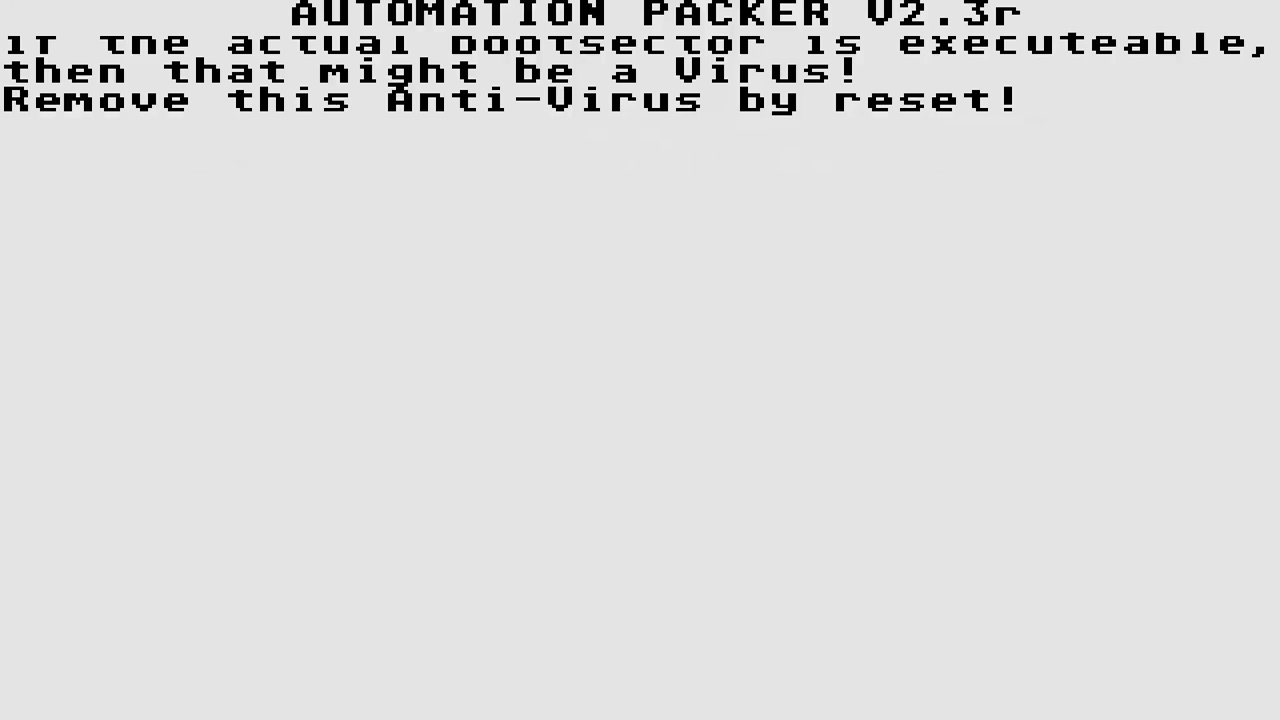 AUTOMATION PACKER V2.3r
If the actual bootsector is executeable,
then that might be a Virus!
Remove this Anti-Virus by reset!